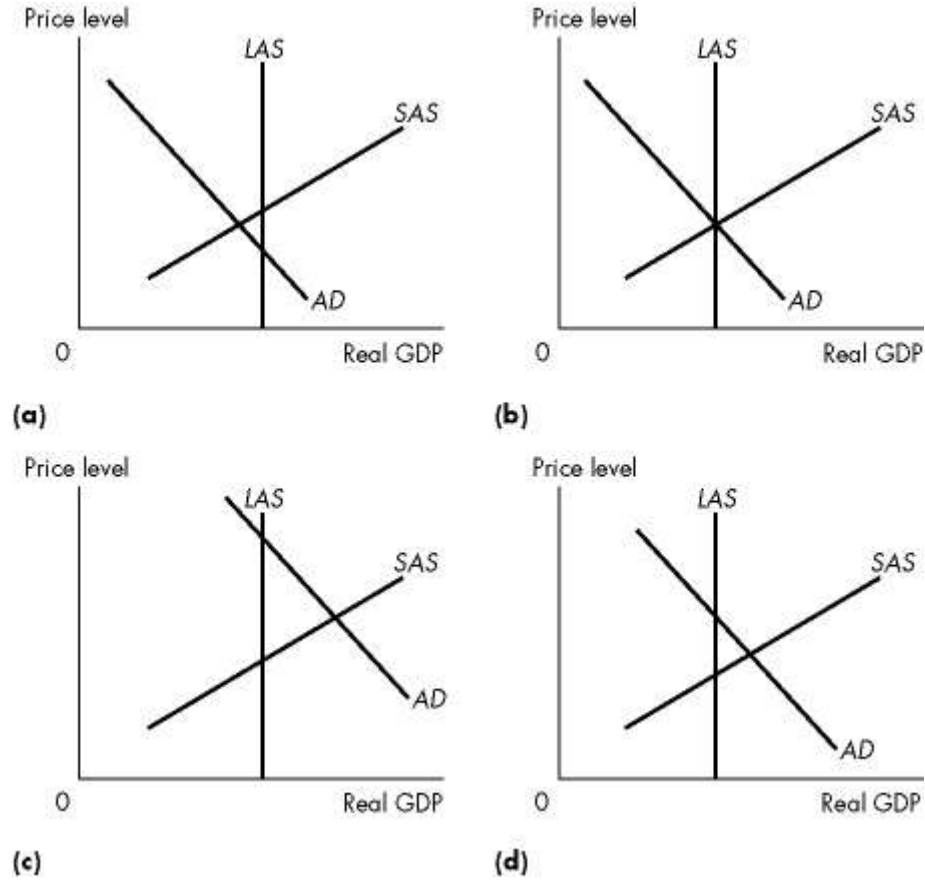 Price level
LAS
SAS
AD
0
Real GDP
(a)
Price level
LAS
SAS
AD
0
Real GDP
(b)
Price level
LAS
SAS
AD
0
Real GDP
(c)
Price level
LAS
SAS
AD
0
Real GDP
(d)